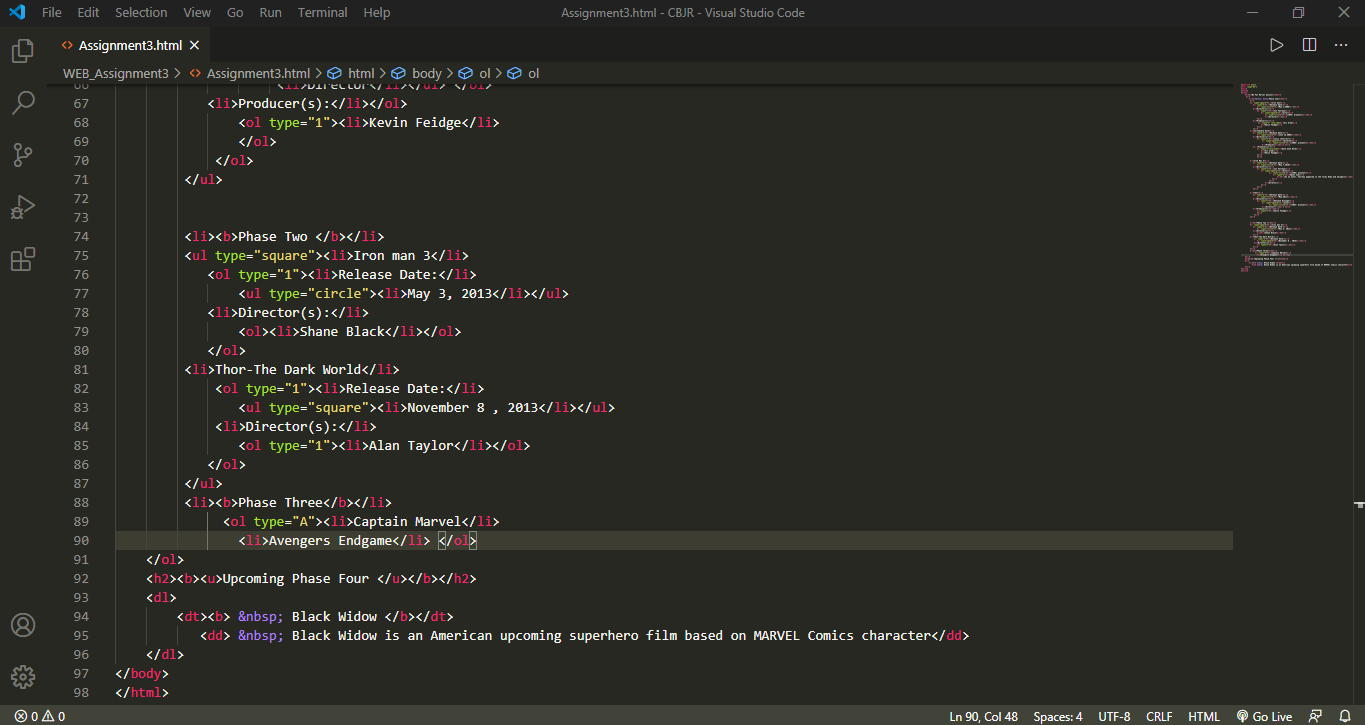 File Edit Selection View Go Run Terminal Help Assignment3.html - CBJR - Visual Studio Code
Assignment3.html
WEB_Assignment3 > Assignment3.html > html > body > ol > ol
66 <li>Director</li></ul> </ol>
67 <li>Producer(s):</li></ol>
68 <ol type="1"><li>Kevin Feidge</li>
69 </ol>
70 </ol>
71 </ul>
72
73
74 <li><b>Phase Two </b></li>
75 <ul type="square"><li>Iron man 3</li>
76 <ol type="1"><li>Release Date:</li>
77 <ul type="circle"><li>May 3, 2013</li></ul>
78 <li>Director(s):</li>
79 <ol><li>Shane Black</li></ol>
80 </ol>
81 <li>Thor-The Dark World</li>
82 <ol type="1"><li>Release Date:</li>
83 <ul type="square"><li>November 8 , 2013</li></ul>
84 <li>Director(s):</li>
85 <ol type="1"><li>Alan Taylor</li></ol>
86 </ol>
87 </ul>
88 <li><b>Phase Three</b></li>
89 <ol type="A"><li>Captain Marvel</li>
90 <li>Avengers Endgame</li> </ol>
91 </ol>
92 <h2><b><u>Upcoming Phase Four </u></b></h2>
93 <dl>
94 <dt><b> &nbsp; Black Widow </b></dt>
95 <dd> &nbsp; Black Widow is an American upcoming superhero film based on MARVEL Comics character</dd>
96 </dl>
97 </body>
98 </html>
0 0 Ln 90, Col 48 Spaces: 4 UTF-8 CRLF HTML Go Live